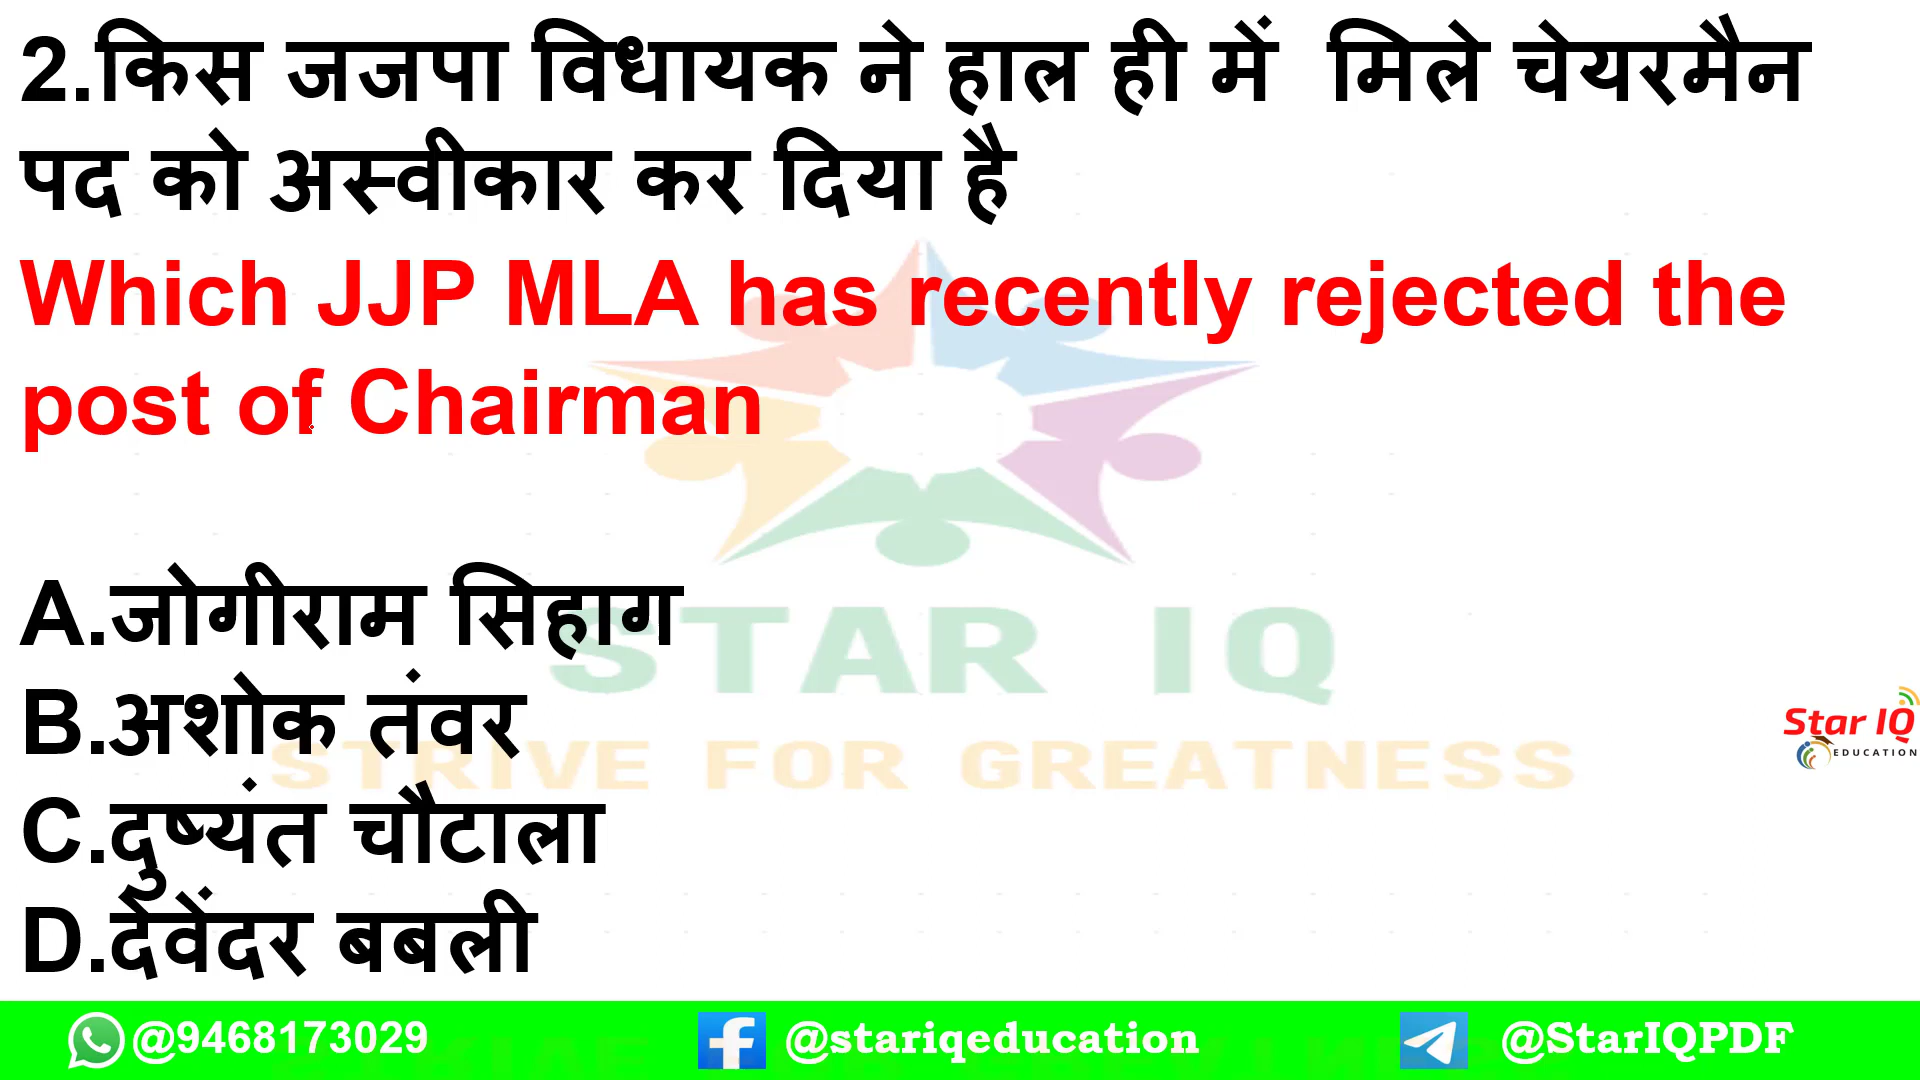 2.किस जजपा विधायक ने हाल ही में मिले चेयरमैन
पद को अस्वीकार कर दिया है
Which JJP MLA has recently rejected the
post of Chairman
A.जोगीराम सिहाग
STAR IQ
B.अशोक तंवर
Star IQ
EDUCATION
STRIVE FOR GREATNESS
C.दुष्यंत चौटाला
D.देवेंदर बबली
@9468173029 @stariqeducation @StarIQPDF